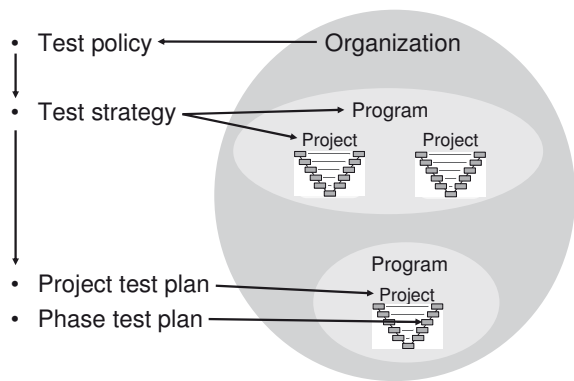 • Test policy
Organization
• Test strategy
Program
Project
Project
Program
• Project test plan
Project
• Phase test plan